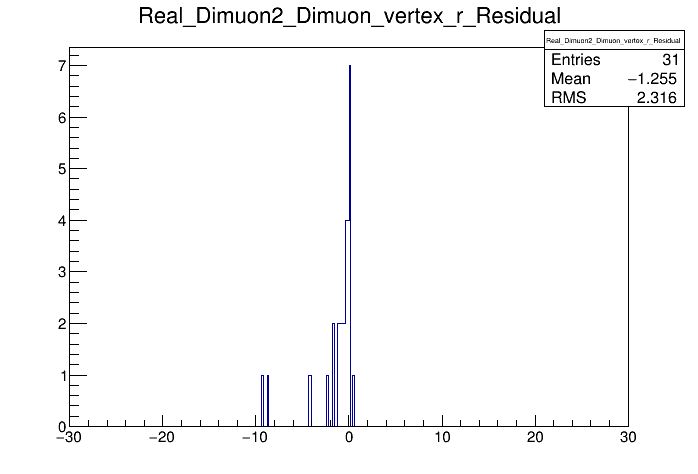 Real_Dimuon2_Dimuon_vertex_r_Residual
Real_Dimuon2_Dimuon_vertex_r_Residual
Entries 31
Mean −1.255
RMS 2.316
7
6
5
4
3
2
1
0
−30 −20 −10 0 10 20 30